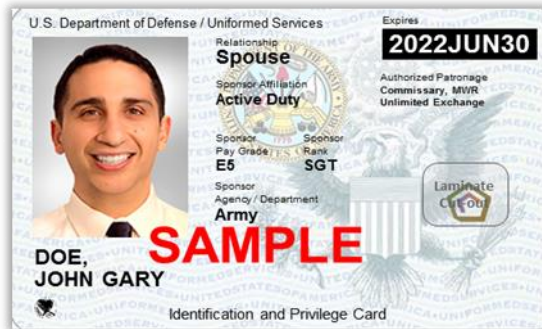 U.S. Department of Defense / Uniformed Services
Expires
2022JUN30
Relationship
Spouse
Sponsor Affiliation
Active Duty
Authorized Patronage
Commissary, MWR
Unlimited Exchange
Sponsor Sponsor
Pay Grade Rank
E5 SGT
Sponsor
Agency / Department
Army
Laminate
Cut-out
SAMPLE
DOE,
JOHN GARY
Identification and Privilege Card